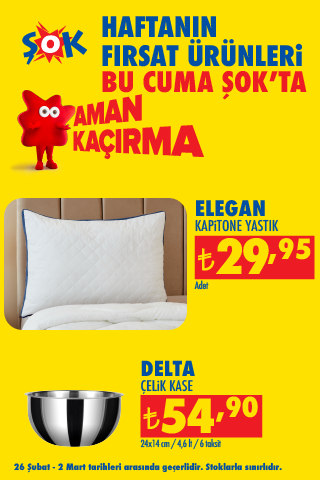 ŞOK
HAFTANIN
FIRSAT ÜRÜNLERİ
BU CUMA ŞOK'TA
AMAN
KAÇIRMA
ELEGAN
KAPİTONE YASTIK
₺29,95
Adet
DELTA
ÇELİK KASE
₺54,90
24x14 cm / 4,6 lt / 6 taksit
26 Şubat - 2 Mart tarihleri arasında geçerlidir. Stoklarla sınırlıdır.